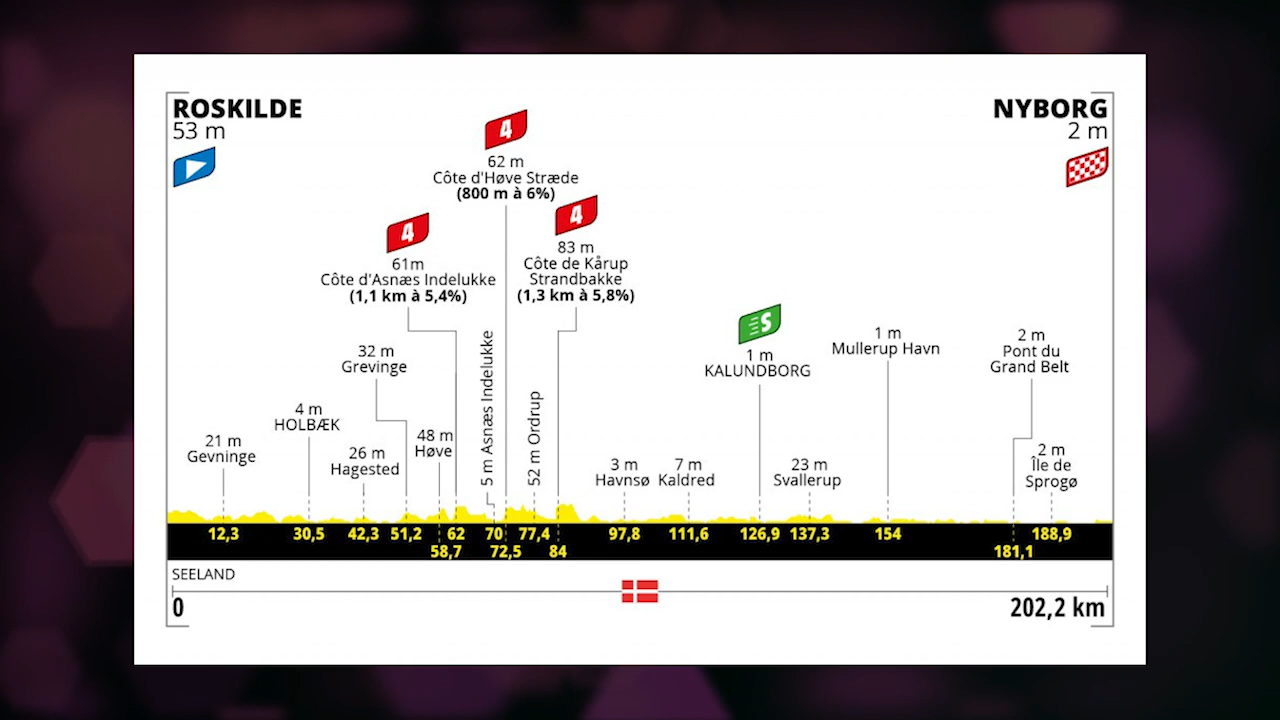 ROSKILDE
53 m
NYBORG
2 m
4
62 m
Côte d'Høve Stræde
(800 m à 6%)
4
61m
Côte d'Asnæs Indelukke
(1,1 km à 5,4%)
4
83 m
Côte de Kårup
Strandbakke
(1,3 km à 5,8%)
S
1 m
KALUNDBORG
1 m
Mullerup Havn
2 m
Pont du
Grand Belt
32 m
Grevinge
4 m
HOLBÆK
21 m
Gevninge
26 m
Hagested
48 m
Høve
5 m Asnæs Indelukke
52 m Ordrup
3 m
Havnsø
7 m
Kaldred
23 m
Svallerup
2 m
Île de
Sprogø
12,3 30,5 42,3 51,2 62 70 77,4 97,8 111,6 126,9 137,3 154 188,9
58,7 72,5 84 181,1
SEELAND
0
202,2 km